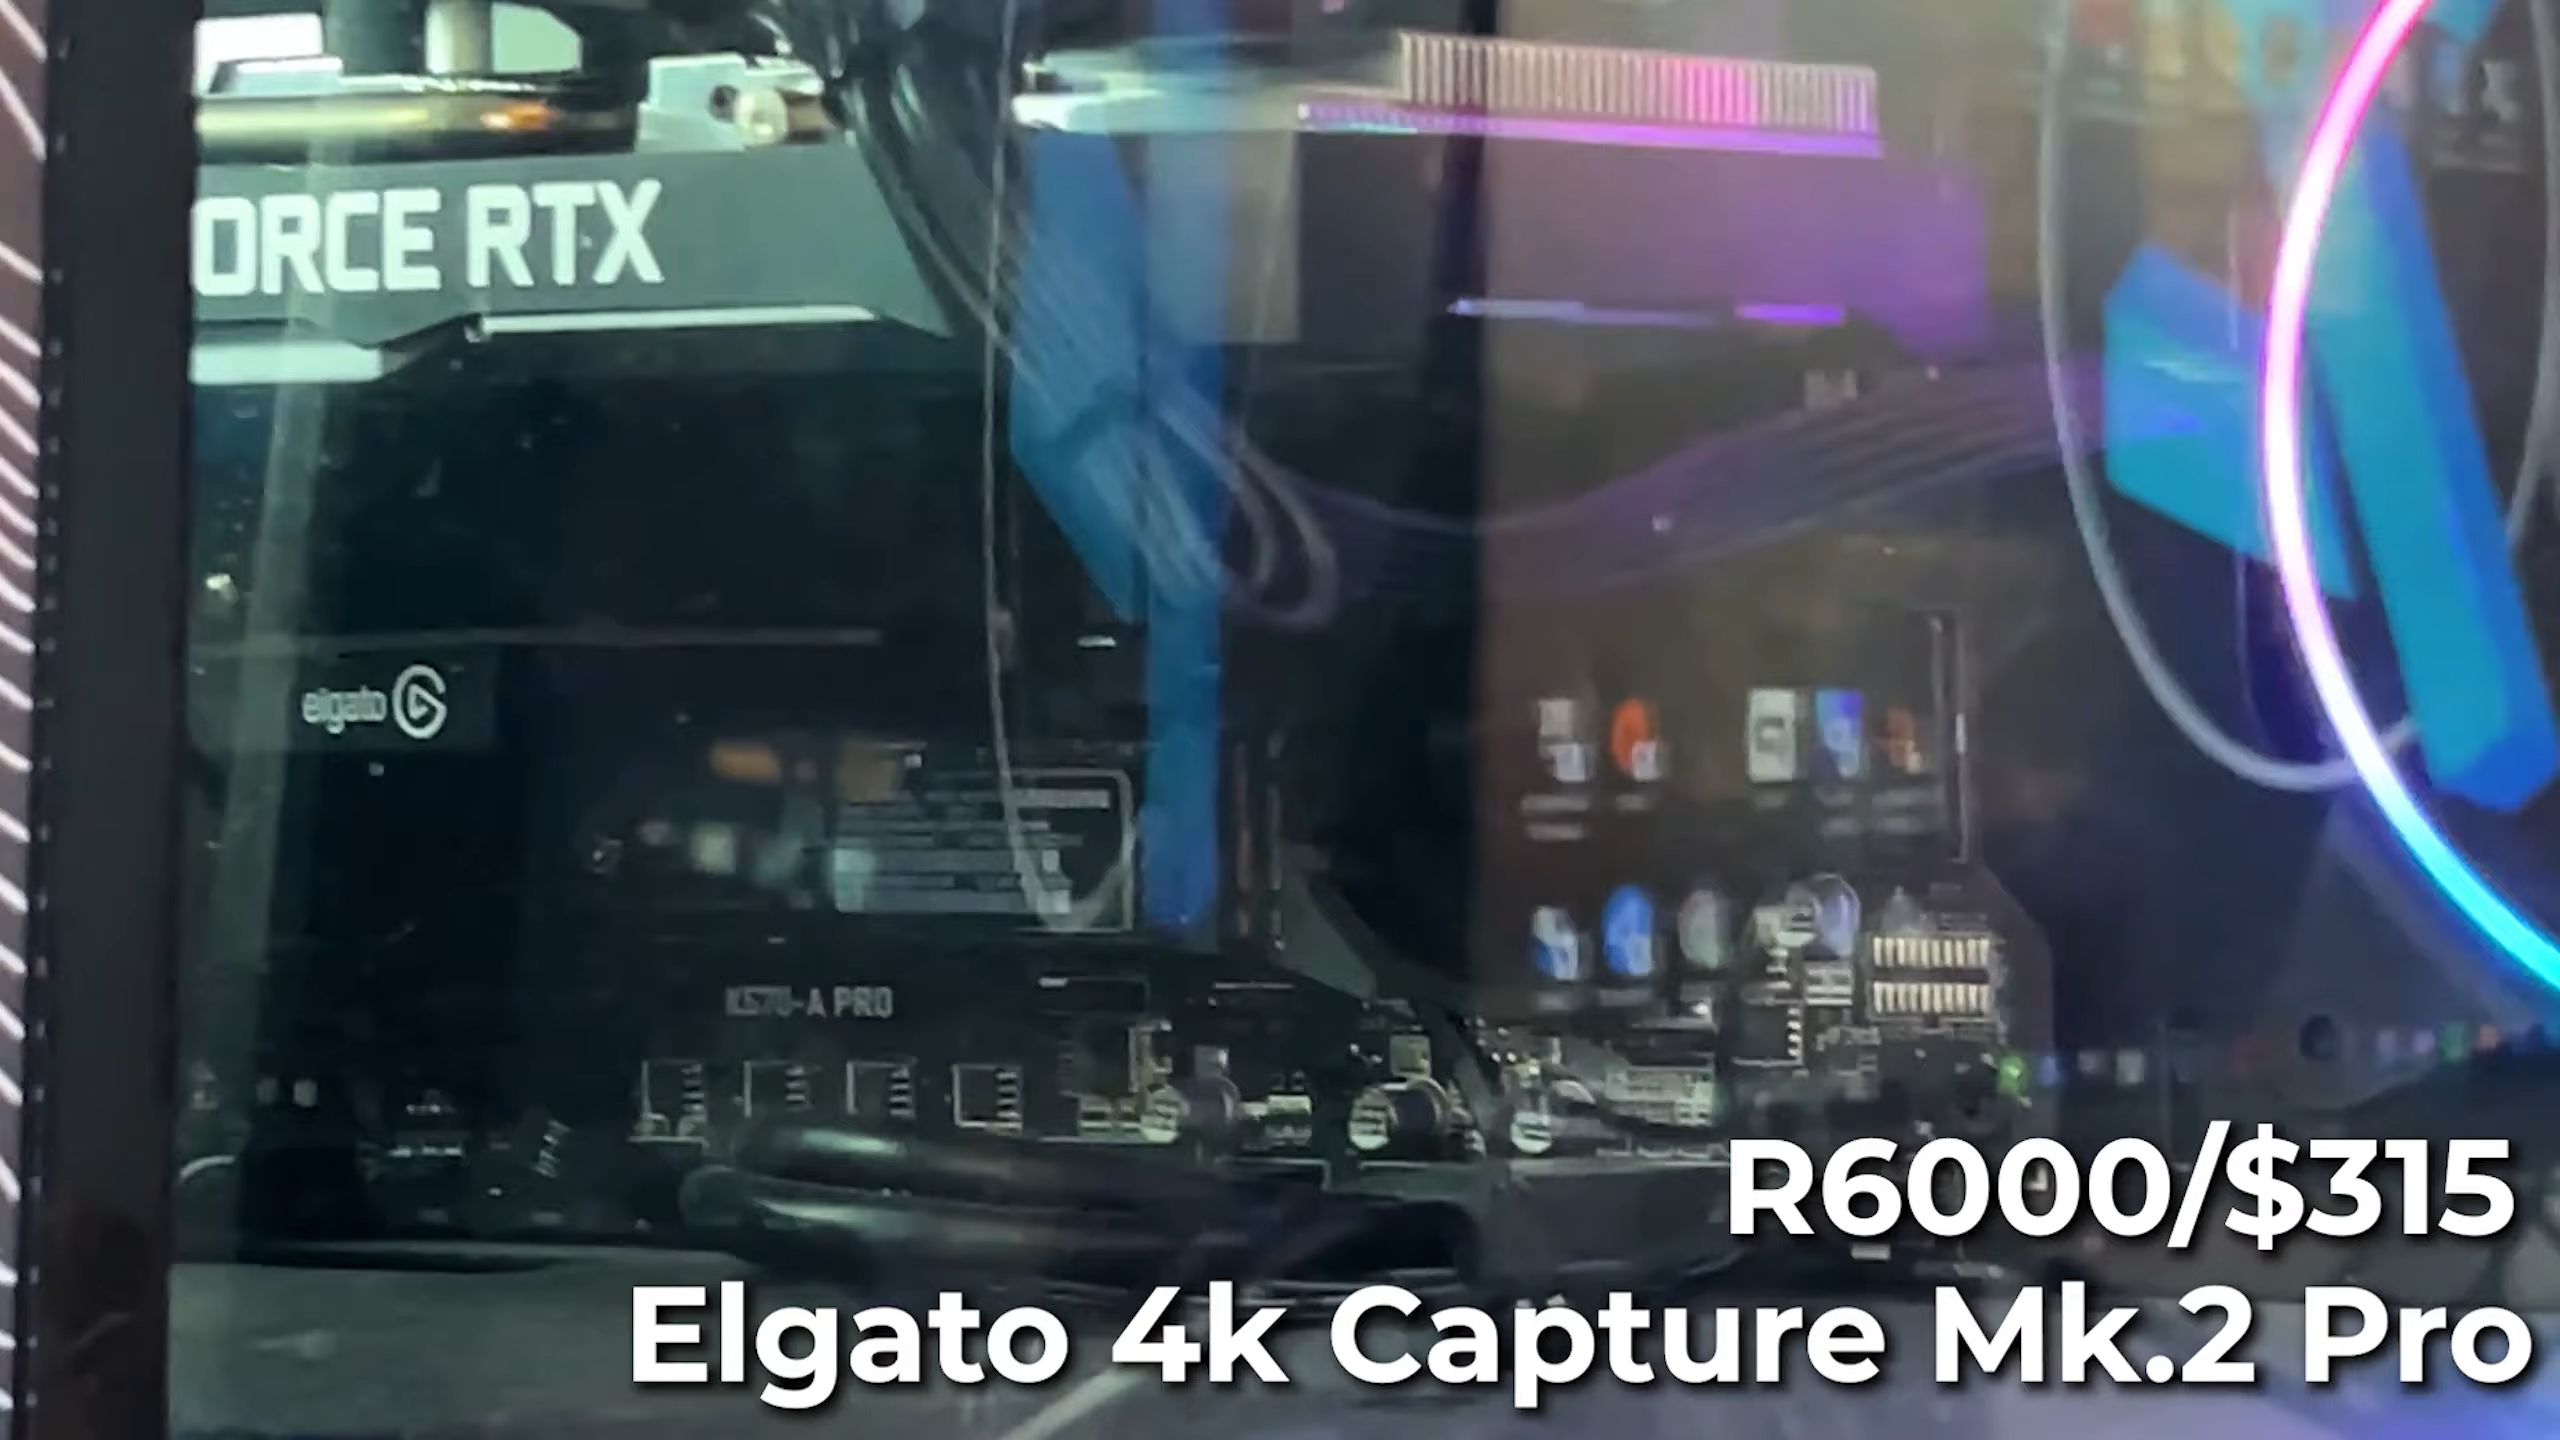 ORCE RTX
elgato
X570-A PRO
R6000/$315
Elgato 4k Capture Mk.2 Pro